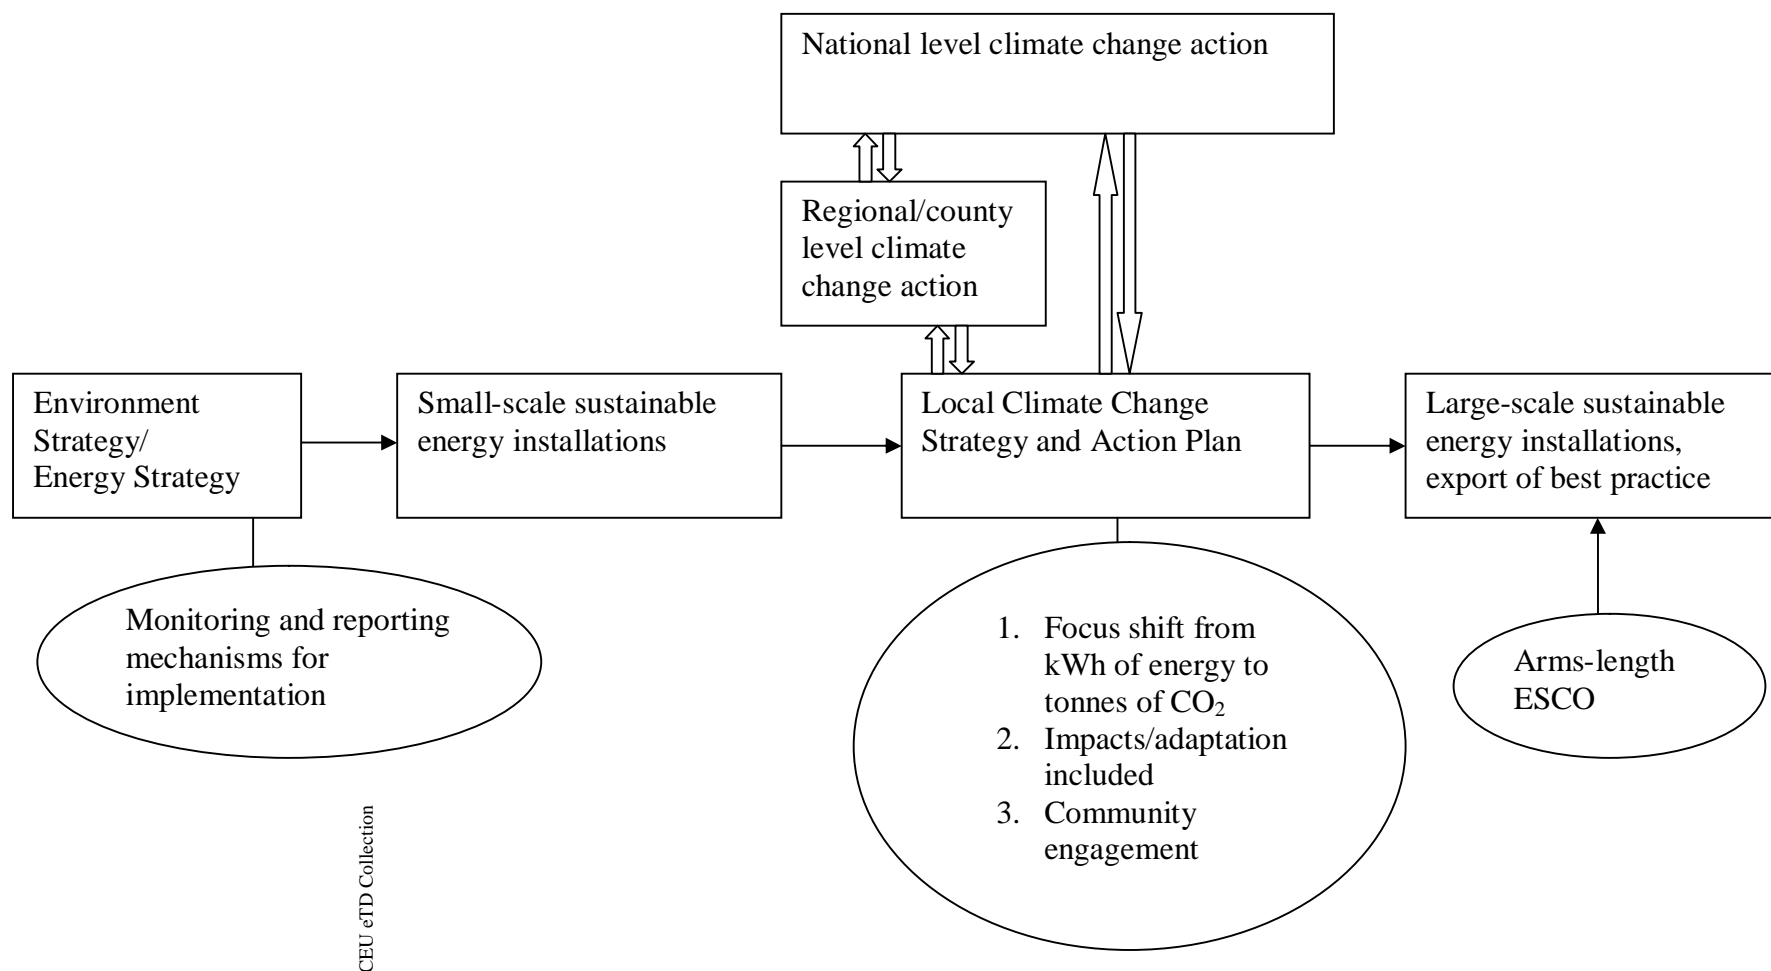 National level climate change action
Regional/county
level climate
change action
Environment
Strategy/
Energy Strategy
Small-scale sustainable
energy installations
Local Climate Change
Strategy and Action Plan
Large-scale sustainable
energy installations,
export of best practice
Monitoring and reporting
mechanisms for
implementation
1. Focus shift from
kWh of energy to
tonnes of CO₂
2. Impacts/adaptation
included
3. Community
engagement
Arms-length
ESCO
CEU eTD Collection